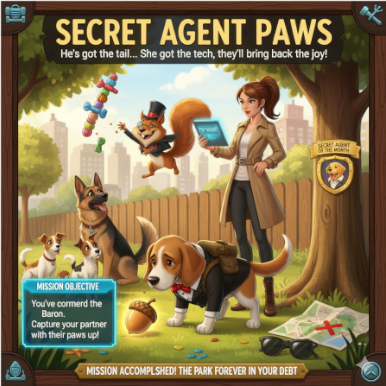 SECRET AGENT PAWS
He's got the tail... She got the tech, they'll bring back the joy!
SECRET AGENT
OF THE MONTH
MISSION OBJECTIVE
You've cormerd the
Baron.
Capture your partner
with their paws up!
MISSION ACCOMPLSHED! THE PARK FOREVER IN YOUR DEBT